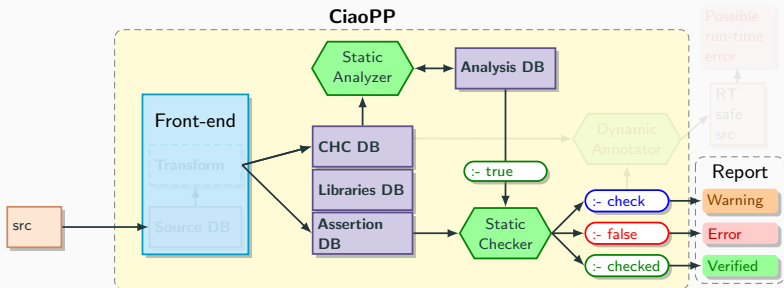 CiaoPP
Possible
run-time
error
Static
Analyzer
Analysis DB
RT
safe
src
Front-end
Dynamic
Annotator
CHC DB
Transform
:- true
Report
Libraries DB
:- check
Warning
src
Source DB
Assertion
DB
Static
Checker
:- false
Error
:- checked
Verified